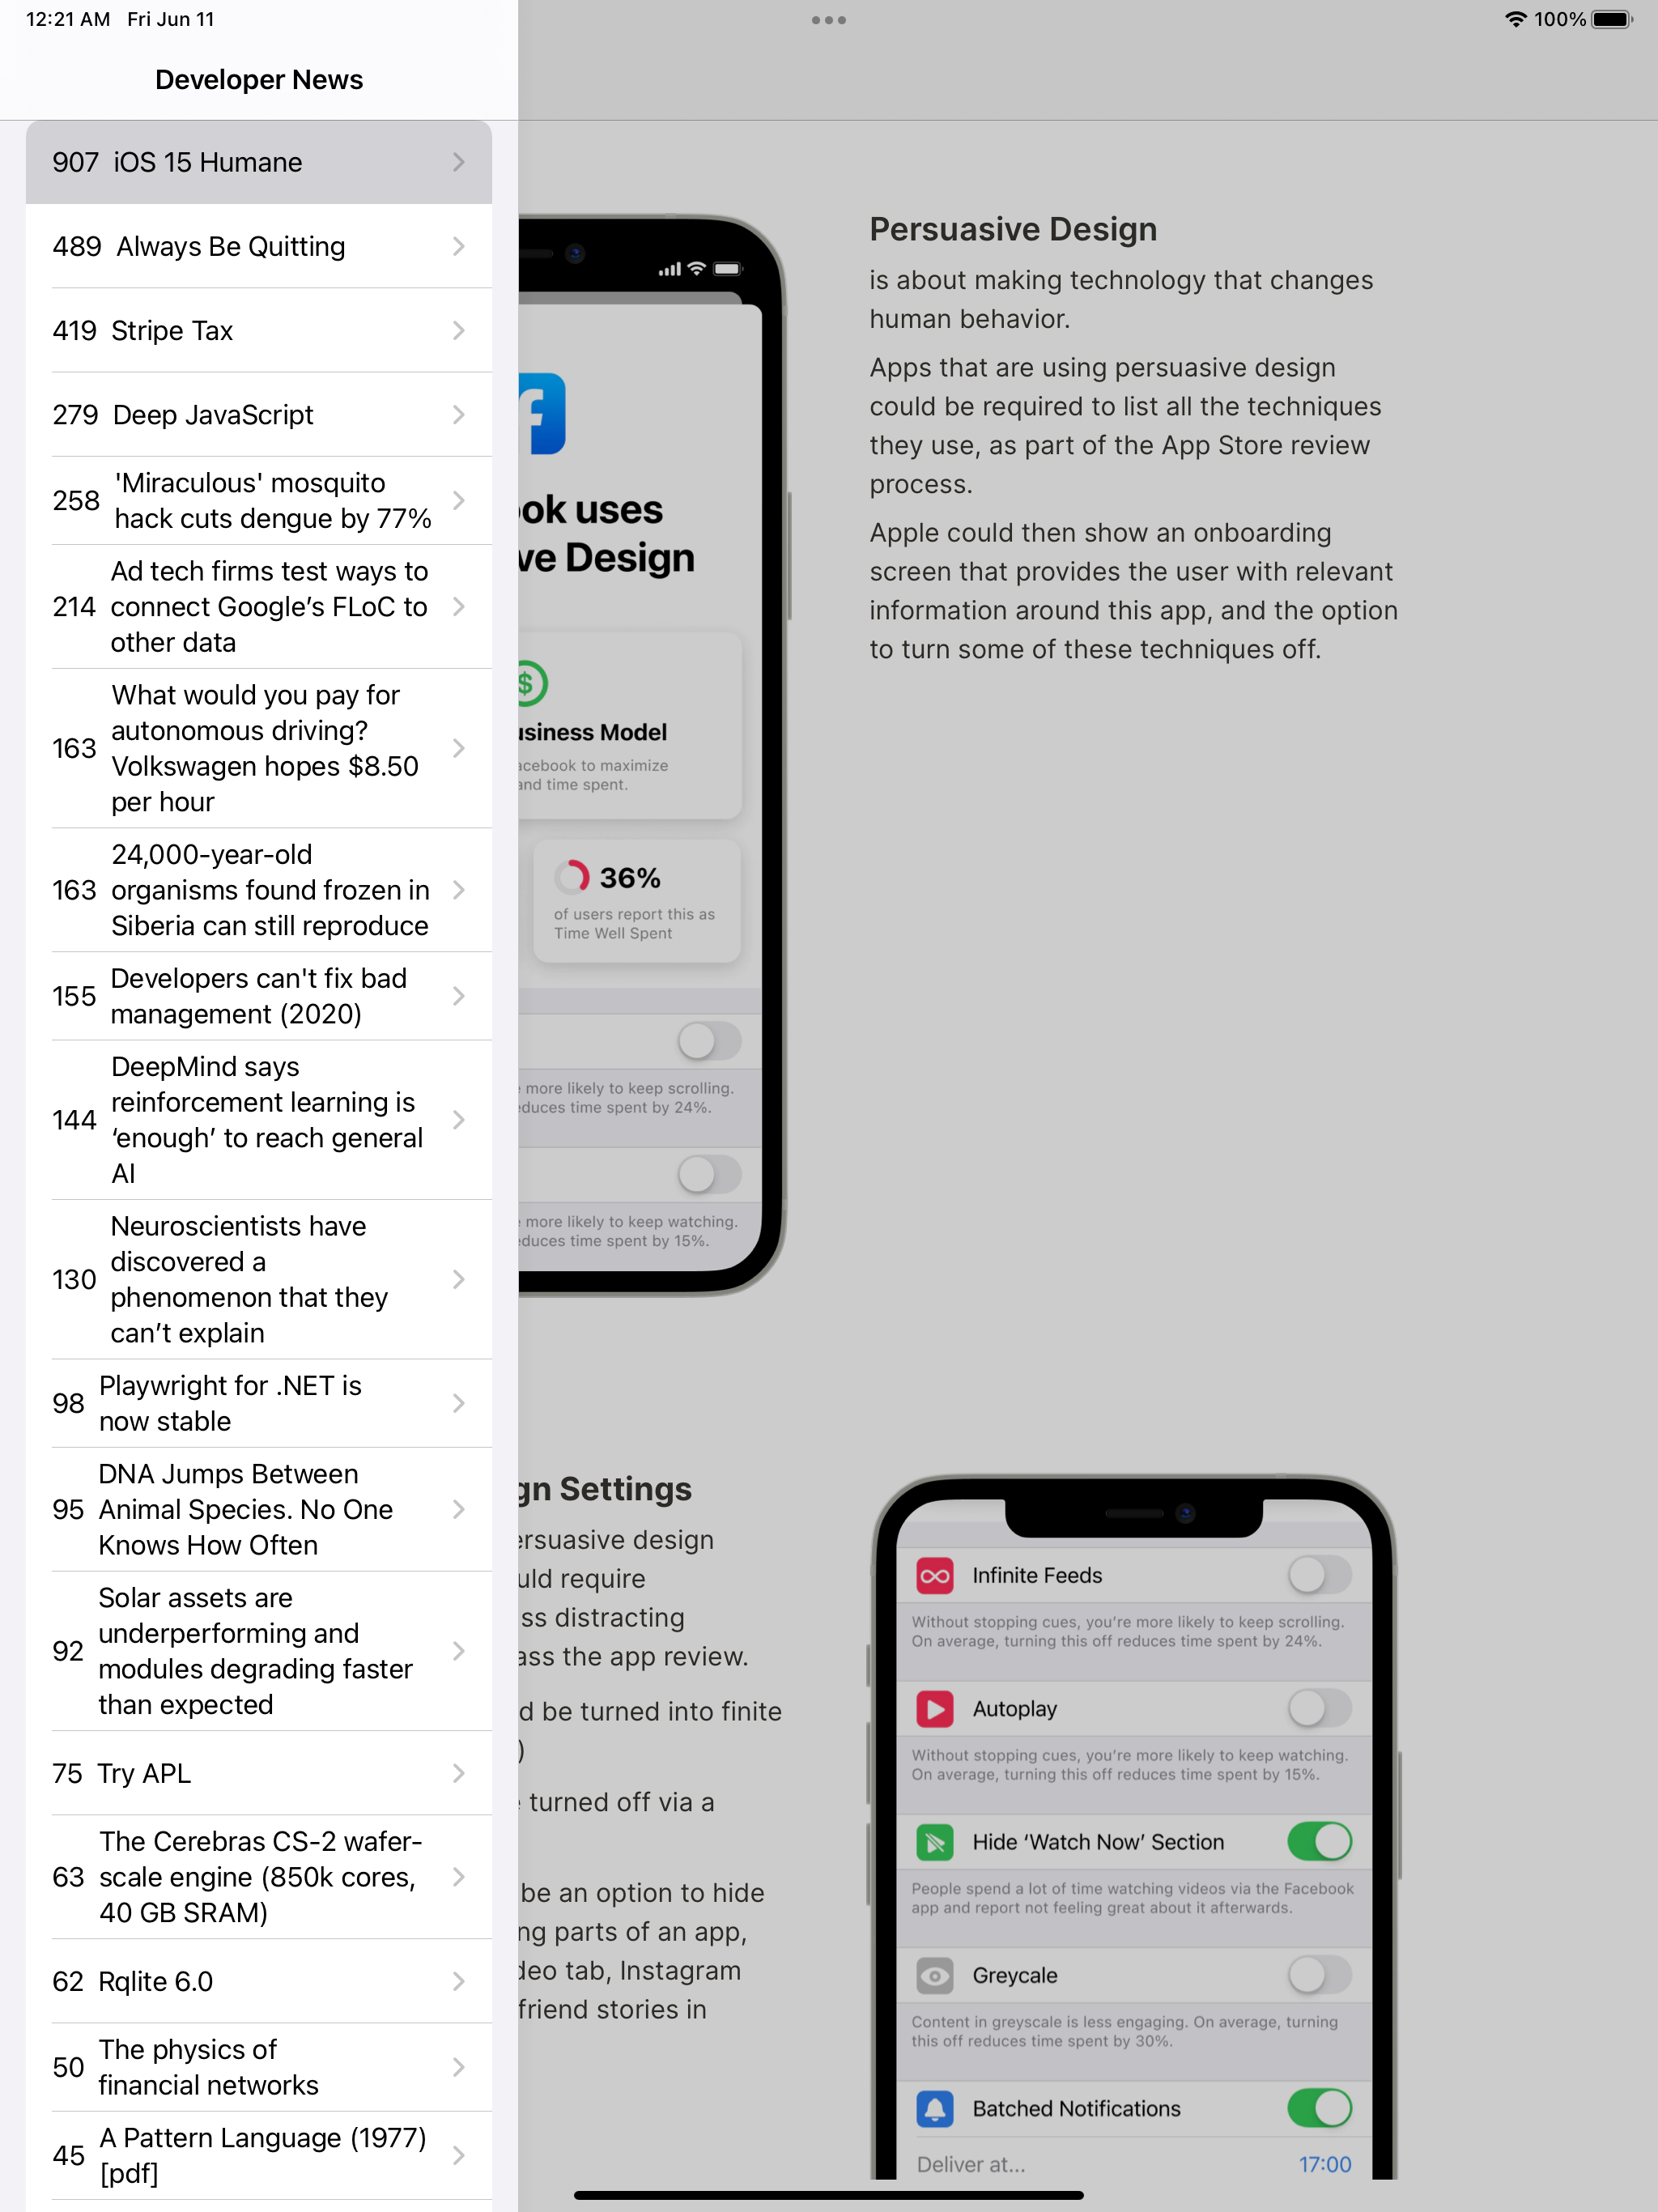 12:21 AM Fri Jun 11
100%
Developer News
907 iOS 15 Humane
489 Always Be Quitting
419 Stripe Tax
279 Deep JavaScript
258 'Miraculous' mosquito
hack cuts dengue by 77%
214 Ad tech firms test ways to
connect Google’s FLoC to
other data
163 What would you pay for
autonomous driving?
Volkswagen hopes $8.50
per hour
163 24,000-year-old
organisms found frozen in
Siberia can still reproduce
155 Developers can't fix bad
management (2020)
144 DeepMind says
reinforcement learning is
‘enough’ to reach general
AI
130 Neuroscientists have
discovered a
phenomenon that they
can’t explain
98 Playwright for .NET is
now stable
95 DNA Jumps Between
Animal Species. No One
Knows How Often
92 Solar assets are
underperforming and
modules degrading faster
than expected
75 Try APL
63 The Cerebras CS-2 wafer-
scale engine (850k cores,
40 GB SRAM)
62 Rqlite 6.0
50 The physics of
financial networks
45 A Pattern Language (1977)
[pdf]
ok uses
ve Design
$
usiness Model
acebook to maximize
and time spent.
36%
of users report this as
Time Well Spent
more likely to keep scrolling.
educes time spent by 24%.
more likely to keep watching.
educes time spent by 15%.
Persuasive Design
is about making technology that changes
human behavior.
Apps that are using persuasive design
could be required to list all the techniques
they use, as part of the App Store review
process.
Apple could then show an onboarding
screen that provides the user with relevant
information around this app, and the option
to turn some of these techniques off.
gn Settings
ersuasive design
uld require
ss distracting
ass the app review.
d be turned into finite
)
turned off via a
be an option to hide
ng parts of an app,
deo tab, Instagram
friend stories in
Infinite Feeds
Without stopping cues, you’re more likely to keep scrolling.
On average, turning this off reduces time spent by 24%.
Autoplay
Without stopping cues, you’re more likely to keep watching.
On average, turning this off reduces time spent by 15%.
Hide ‘Watch Now’ Section
People spend a lot of time watching videos via the Facebook
app and report not feeling great about it afterwards.
Greycale
Content in greyscale is less engaging. On average, turning
this off reduces time spent by 30%.
Batched Notifications
Deliver at... 17:00